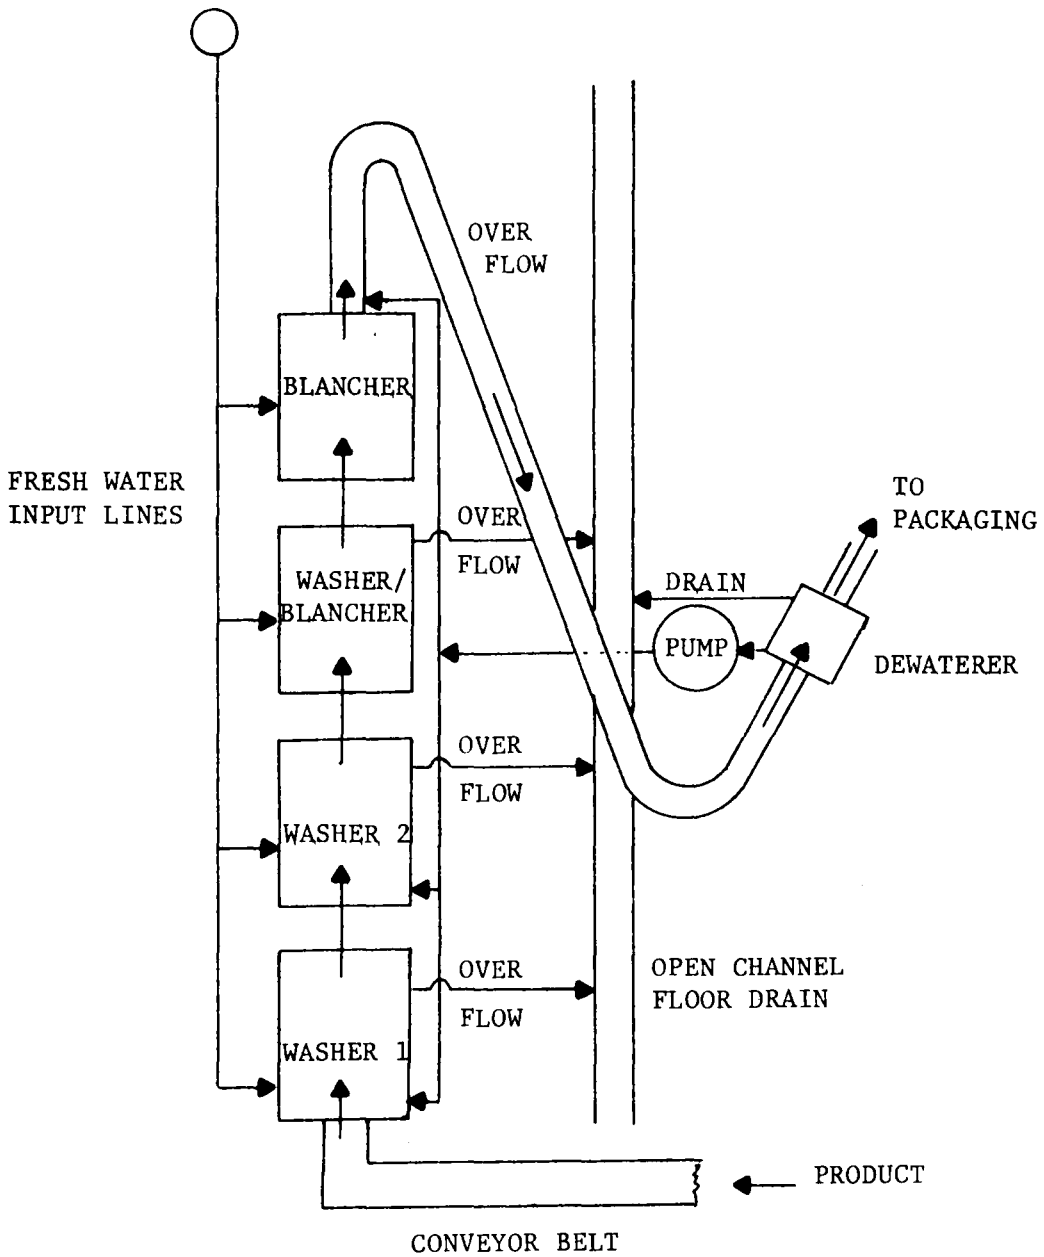 OVER
FLOW
BLANCHER
FRESH WATER
INPUT LINES
TO
PACKAGING
OVER
FLOW
WASHER/
BLANCHER
DRAIN
PUMP
DEWATERER
OVER
FLOW
WASHER 2
OVER
FLOW
OPEN CHANNEL
FLOOR DRAIN
WASHER 1
PRODUCT
CONVEYOR BELT